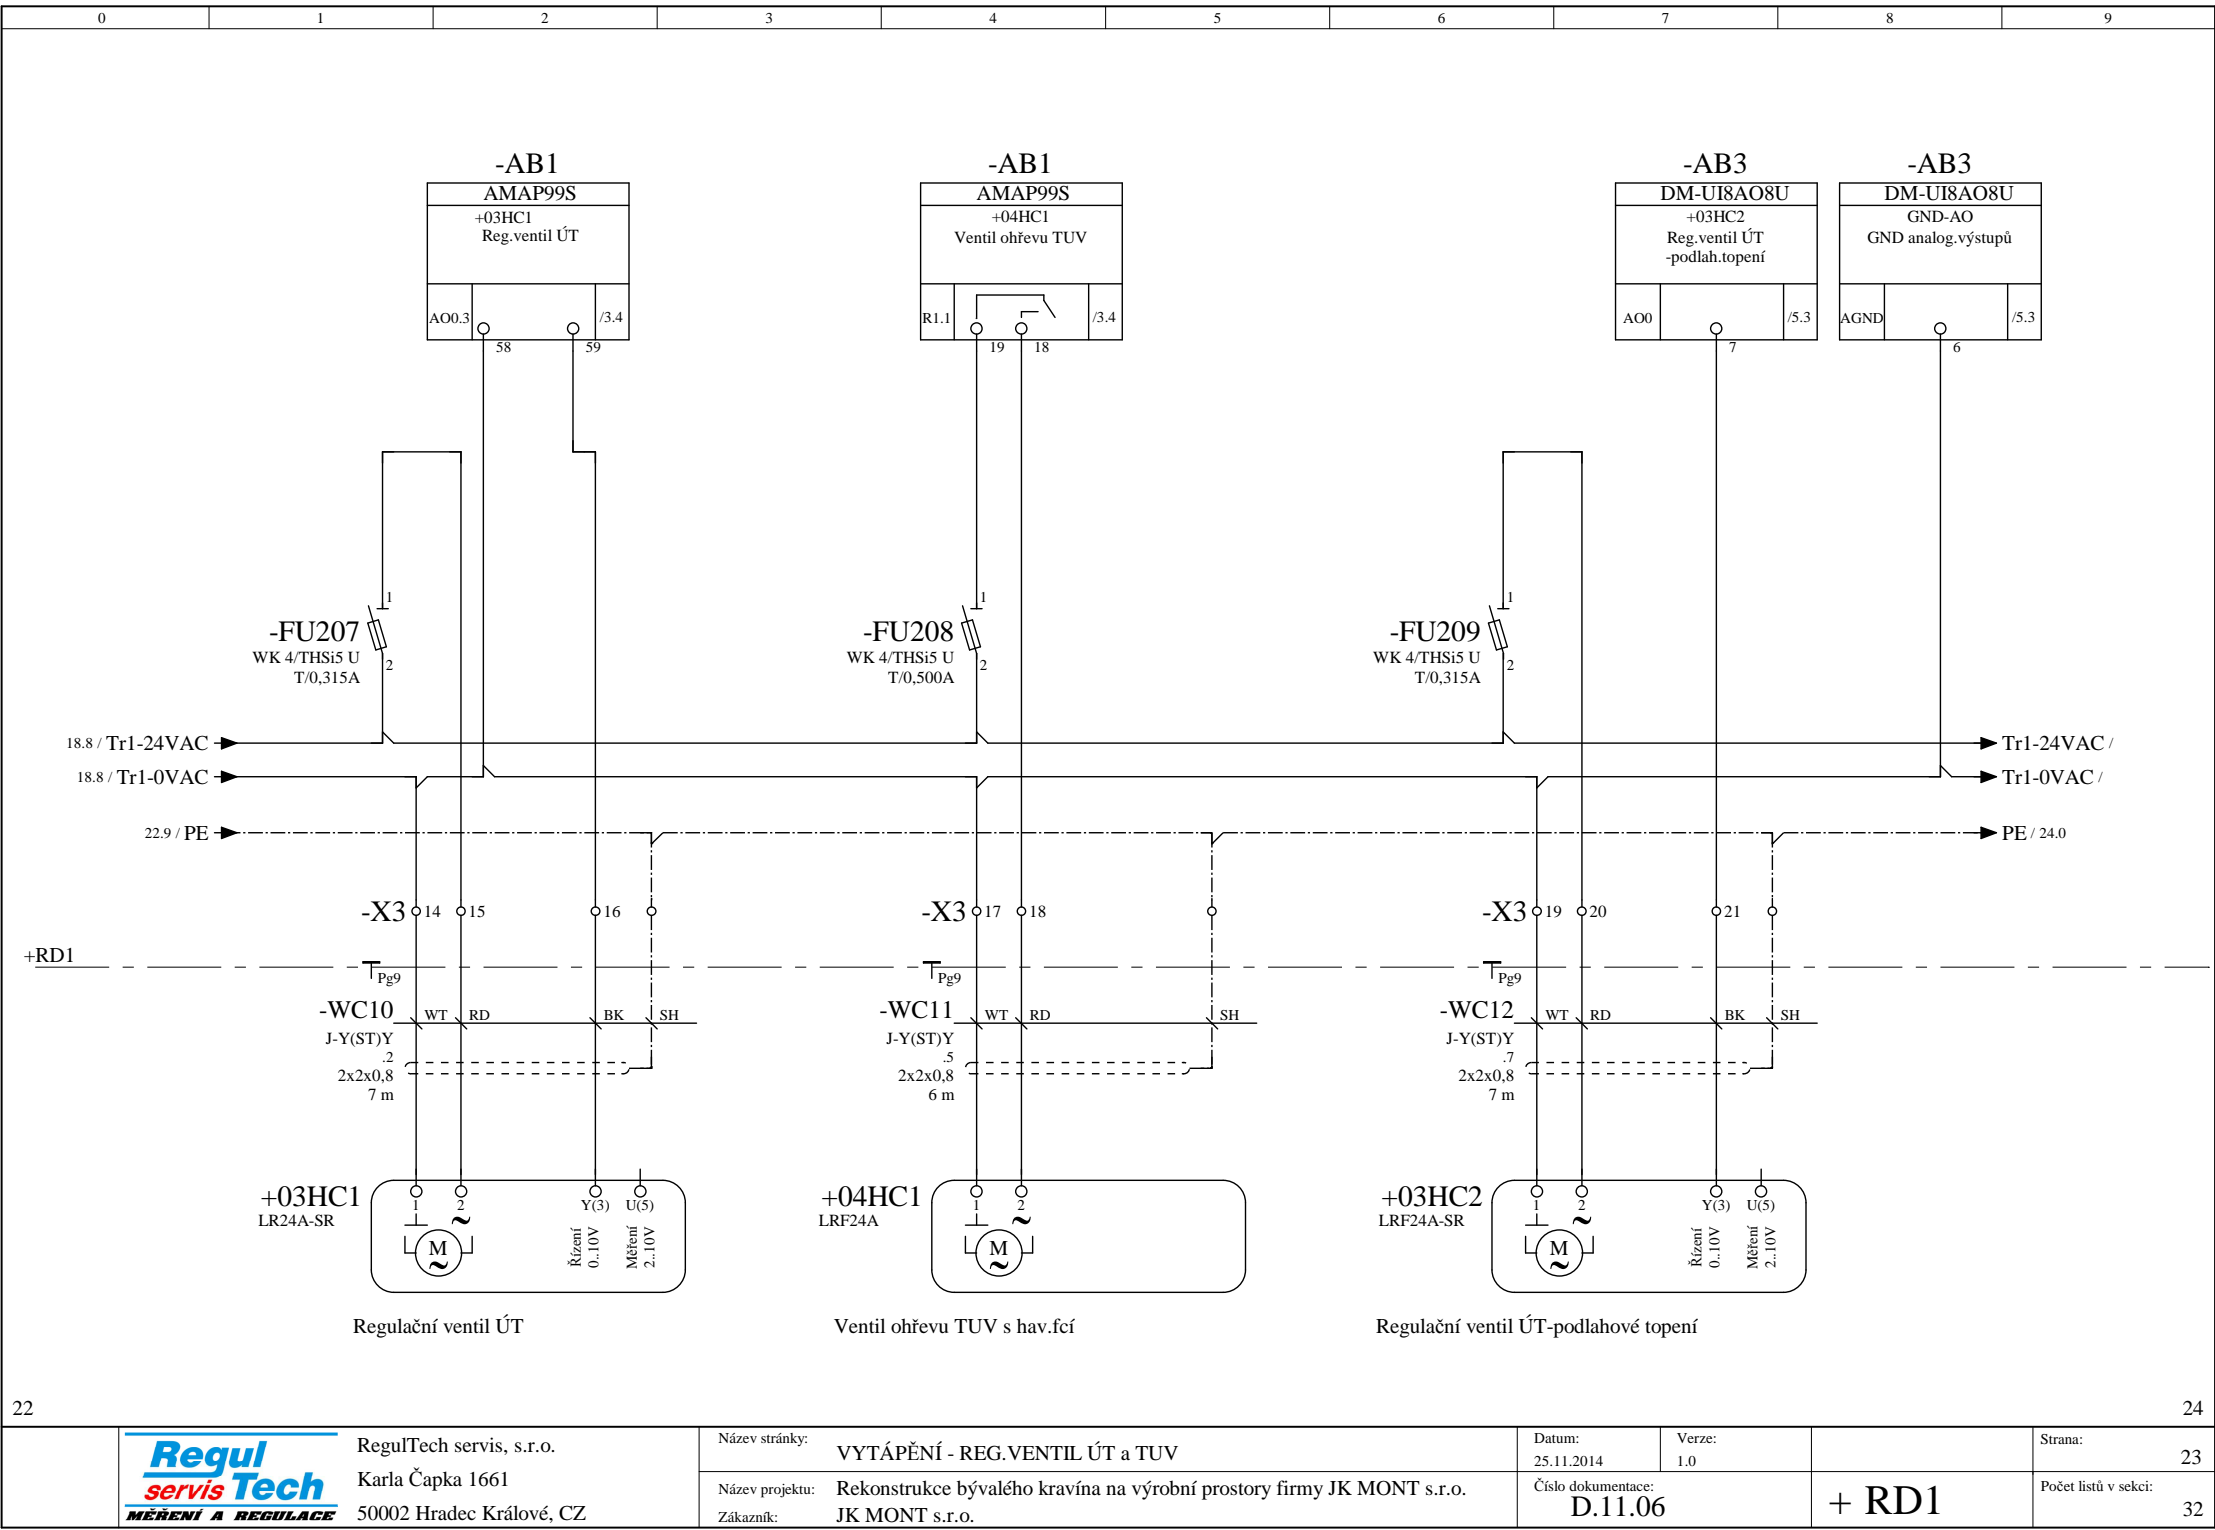 0 1 2 3 4 5 6 7 8 9
-AB1 -AB1 -AB3 -AB3
AMAP99S AMAP99S DM-UI8AO8U DM-UI8AO8U
+03HC1 +04HC1 +03HC2 GND-AO
Reg.ventil ÚT Ventil ohřevu TUV Reg.ventil ÚT GND analog.výstupů
-podlah.topení
AO0.3 /3.4 R1.1 /3.4 AO0 /5.3 AGND /5.3
58 59 19 18 7 6
1 1 1
-FU207 -FU208 -FU209
WK 4/THSi5 U WK 4/THSi5 U WK 4/THSi5 U
2 2 2
T/0,315A T/0,500A T/0,315A
18.8 / Tr1-24VAC Tr1-24VAC /
18.8 / Tr1-0VAC Tr1-0VAC /
22.9 / PE PE / 24.0
-X3 14 15 16 -X3 17 18 -X3 19 20 21
+RD1
Pg9 Pg9 Pg9
-WC10 WT RD BK SH -WC11 WT RD SH -WC12 WT RD BK SH
J-Y(ST)Y J-Y(ST)Y J-Y(ST)Y
.2 .5 .7
2x2x0,8 2x2x0,8 2x2x0,8
7 m 6 m 7 m
+03HC1 1 2 Y(3) U(5) +04HC1 1 2 +03HC2 1 2 Y(3) U(5)
LR24A-SR LRF24A LRF24A-SR
~ ~ ~
M ~ Řízení 0..10V Měření 2..10V M ~ M ~ Řízení 0..10V Měření 2..10V
Regulační ventil ÚT Ventil ohřevu TUV s hav.fcí Regulační ventil ÚT-podlahové topení
22 24
Regul
servis Tech
MĚŘENÍ A REGULACE
RegulTech servis, s.r.o.
Karla Čapka 1661
50002 Hradec Králové, CZ
Název stránky: VYTÁPĚNÍ - REG.VENTIL ÚT a TUV
Název projektu: Rekonstrukce bývalého kravína na výrobní prostory firmy JK MONT s.r.o.
Zákazník: JK MONT s.r.o.
Datum:
25.11.2014
Verze:
1.0
Číslo dokumentace:
D.11.06
+ RD1
Strana:
23
Počet listů v sekci:
32